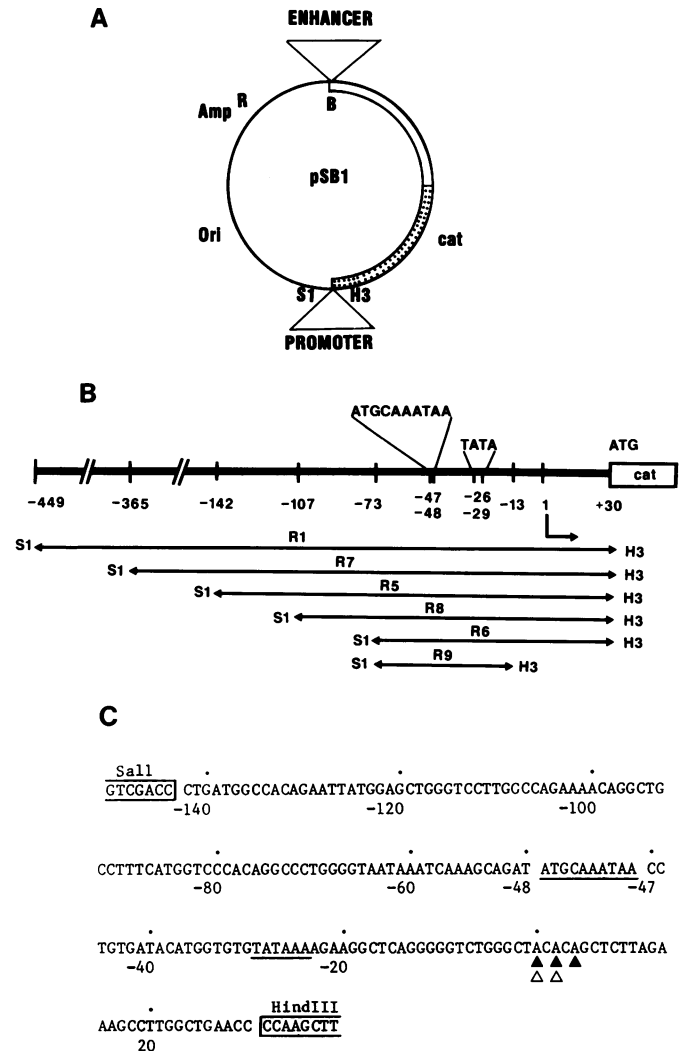 A
ENHANCER
Amp R
B
pSB1
Ori
cat
S1 H3
PROMOTER
B
ATGCAAATAA
TATA
ATG
cat
-449 -365 -142 -107 -73 -47 -26 -13 1 +30
-48 -29
S1 R1 H3
S1 R7 H3
S1 R5 H3
S1 R8 H3
S1 R6 H3
S1 R9 H3
C
Sall
GTCGACC CTGATGGCCACAGAATTATGGAGCTGGGTCCTTGGCCAGAAAACAGGCTG
-140 -120 -100
CCTTTCATGGTCCCACAGGCCCTGGGGTAATAAATCAAAGCAGAT ATGCAAATAA CC
-80 -60 -48 -47
TGTGATACATGGTGTGTATAAAAGAAGGCTCAGGGGGTCTGGGCTACACAGCTCTTAGA
-40 -20
HindIII
AAGCCTTGGCTGAACC CCAAGCTT
20